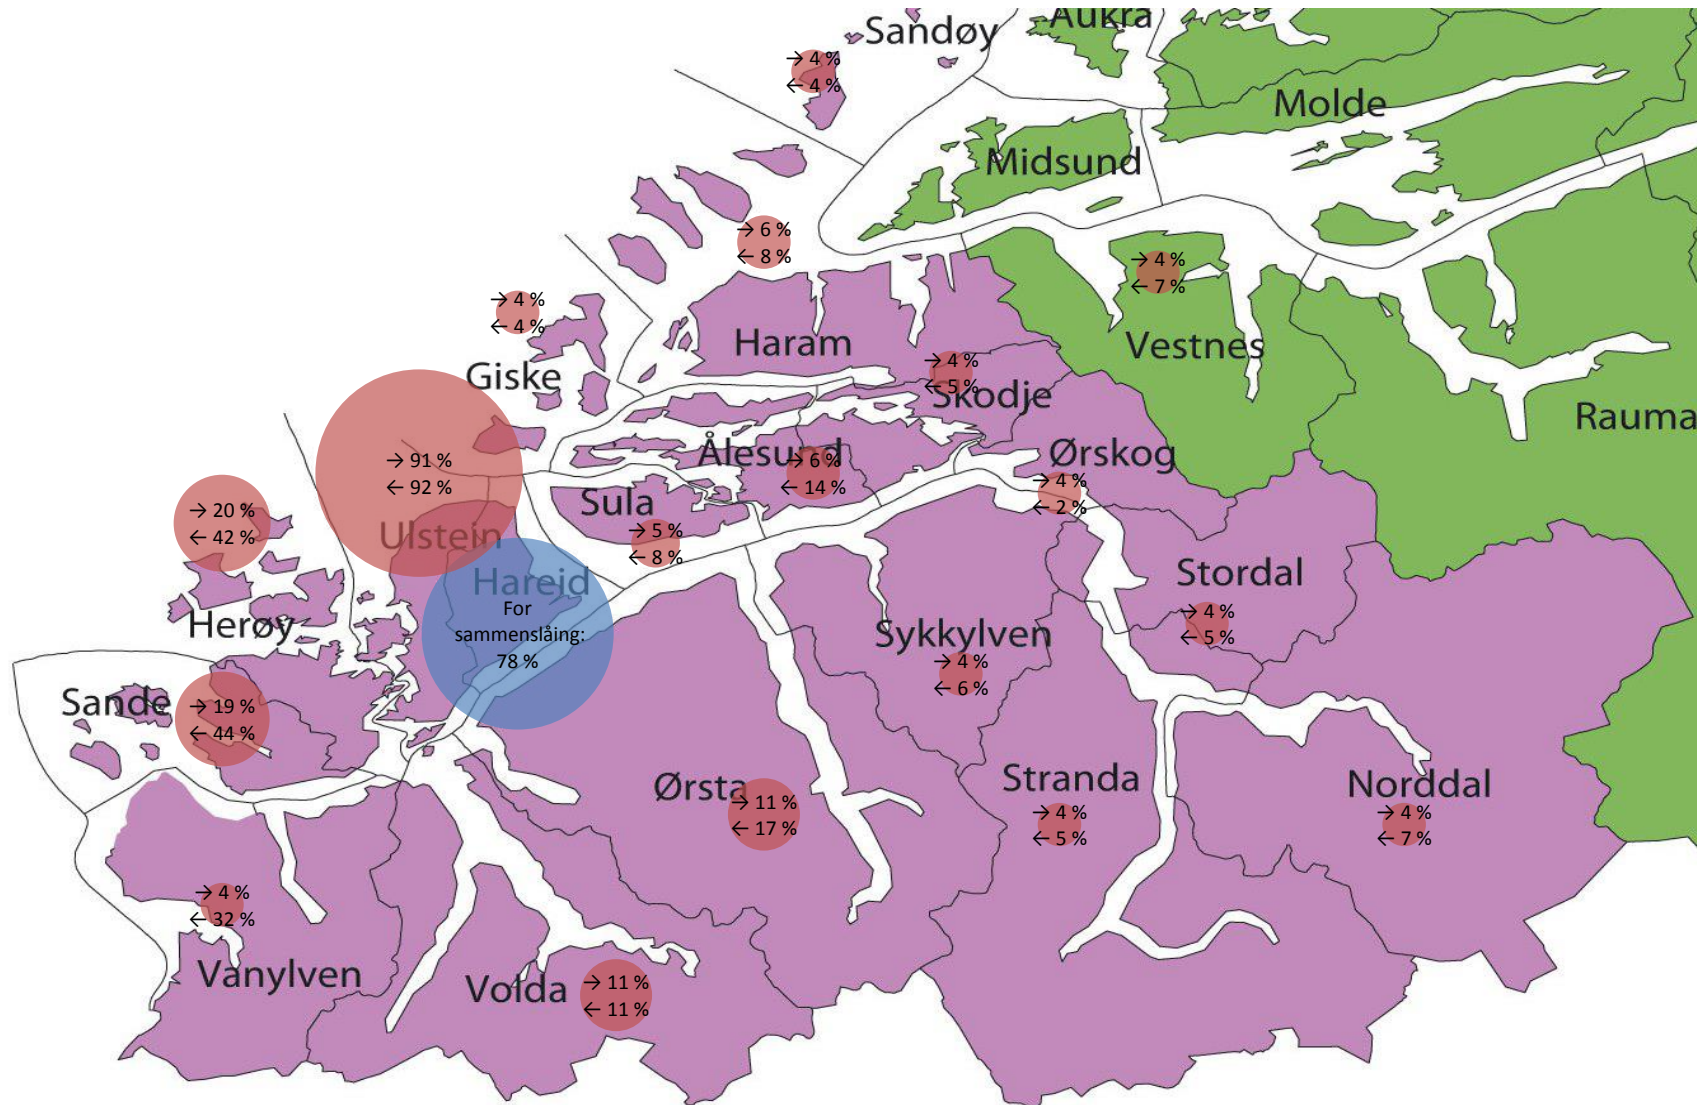 Sandøy
Aukra
→ 4 %
← 4 %
Molde
Midsund
→ 6 %
← 8 %
→ 4 %
← 7 %
→ 4 %
← 4 %
Haram
Vestnes
Giske
→ 4 %
← 5 %
Skodje
Rauma
→ 91 %
← 92 %
Ålesund
→ 6 %
← 14 %
Ørskog
→ 4 %
← 2 %
→ 20 %
← 42 %
Ulstein
Sula
→ 5 %
← 8 %
Hareid
For
sammenslåing:
78 %
Stordal
→ 4 %
← 5 %
Herøy
Sykkylven
→ 4 %
← 6 %
Sande
→ 19 %
← 44 %
Ørsta
→ 11 %
← 17 %
Stranda
→ 4 %
← 5 %
Norddal
→ 4 %
← 7 %
→ 4 %
← 32 %
Vanylven
Volda
→ 11 %
← 11 %